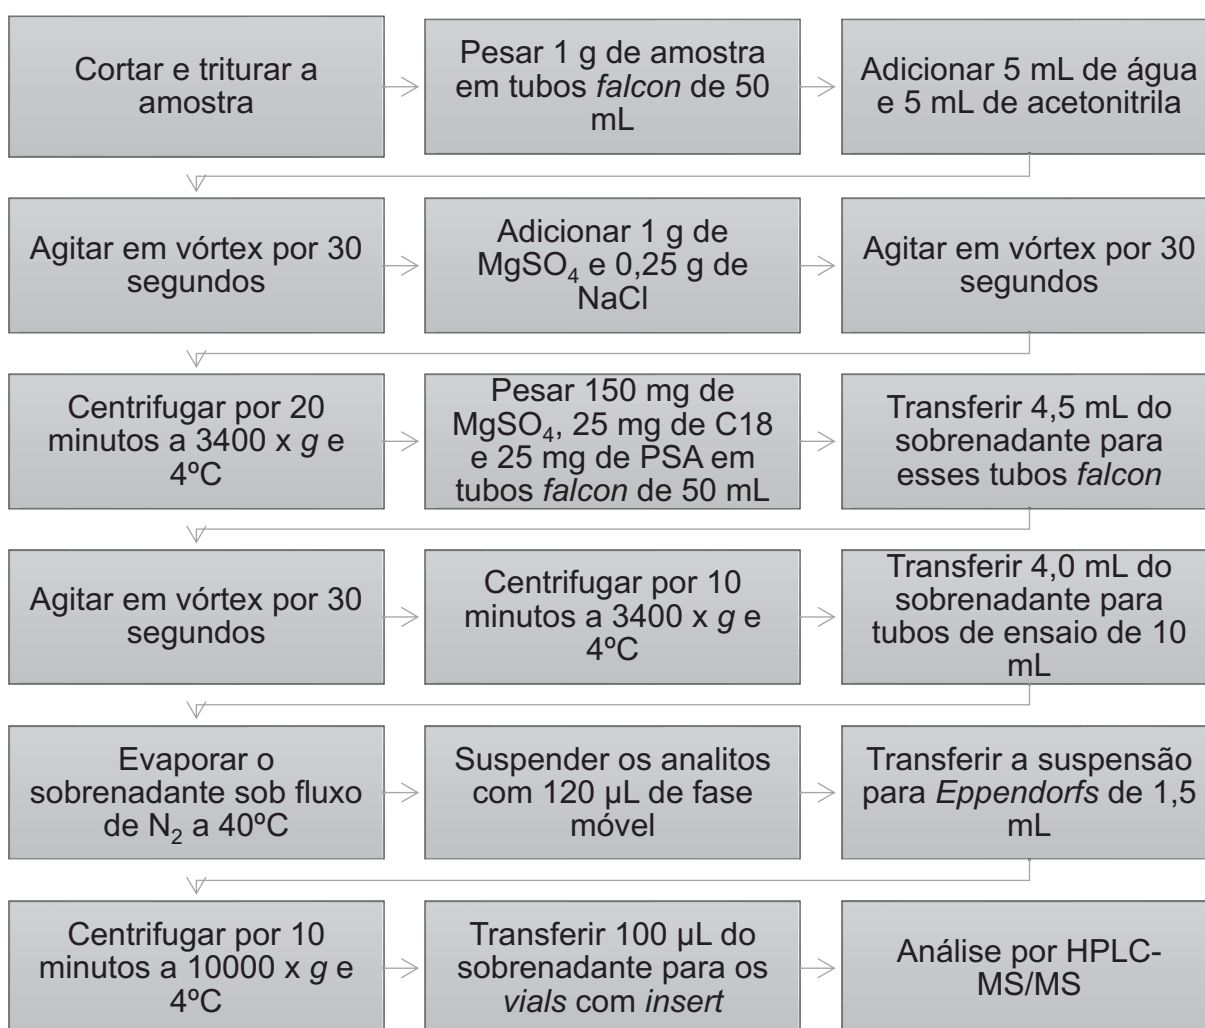 Cortar e triturar a
amostra
Pesar 1 g de amostra
em tubos falcon de 50
mL
Adicionar 5 mL de água
e 5 mL de acetonitrila
Agitar em vórtex por 30
segundos
Adicionar 1 g de
MgSO₄ e 0,25 g de
NaCl
Agitar em vórtex por 30
segundos
Centrifugar por 20
minutos a 3400 x g e
4ºC
Pesar 150 mg de
MgSO₄, 25 mg de C18
e 25 mg de PSA em
tubos falcon de 50 mL
Transferir 4,5 mL do
sobrenadante para
esses tubos falcon
Agitar em vórtex por 30
segundos
Centrifugar por 10
minutos a 3400 x g e
4ºC
Transferir 4,0 mL do
sobrenadante para
tubos de ensaio de 10
mL
Evaporar o
sobrenadante sob fluxo
de N₂ a 40ºC
Suspender os analitos
com 120 µL de fase
móvel
Transferir a suspensão
para Eppendorfs de 1,5
mL
Centrifugar por 10
minutos a 10000 x g e
4ºC
Transferir 100 µL do
sobrenadante para os
vials com insert
Análise por HPLC-
MS/MS